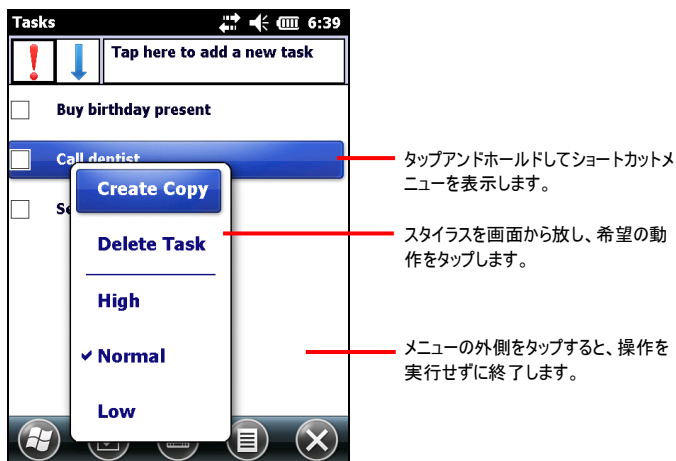 Tasks 6:39
Tap here to add a new task
Buy birthday present
Call dentist
Create Copy
Delete Task
High
Normal
Low
タップアンドホールドしてショートカットメ
ニューを表示します。
スタイラスを画面から放し、希望の動
作をタップします。
メニューの外側をタップすると、操作を
実行せずに終了します。